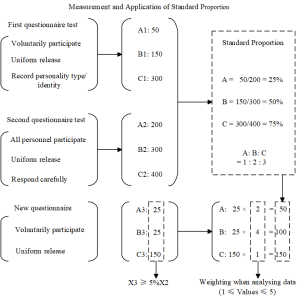 Measurement and Application of Standard Proportion
First questionnaire test
Voluntarily participate
Uniform release
Record personality type/
identity
A1: 50
B1: 150
C1: 300
Standard Proportion
A = 50/200 = 25%
B = 150/300 = 50%
C = 300/400 = 75%
A: B: C
= 1 : 2 : 3
Second questionnaire test
All personnel participate
Uniform release
Respond carefully
A2: 200
B2: 300
C2: 400
New questionnaire
Voluntarily participate
Uniform release
A3: 25
B3: 25
C3: 150
X3 ≥ 5%X2
A: 25 × 2 = 50
B: 25 × 4 = 100
C: 150 × 1 = 150
Weighting when analysing data
(1 ≤ Values ≤ 5)